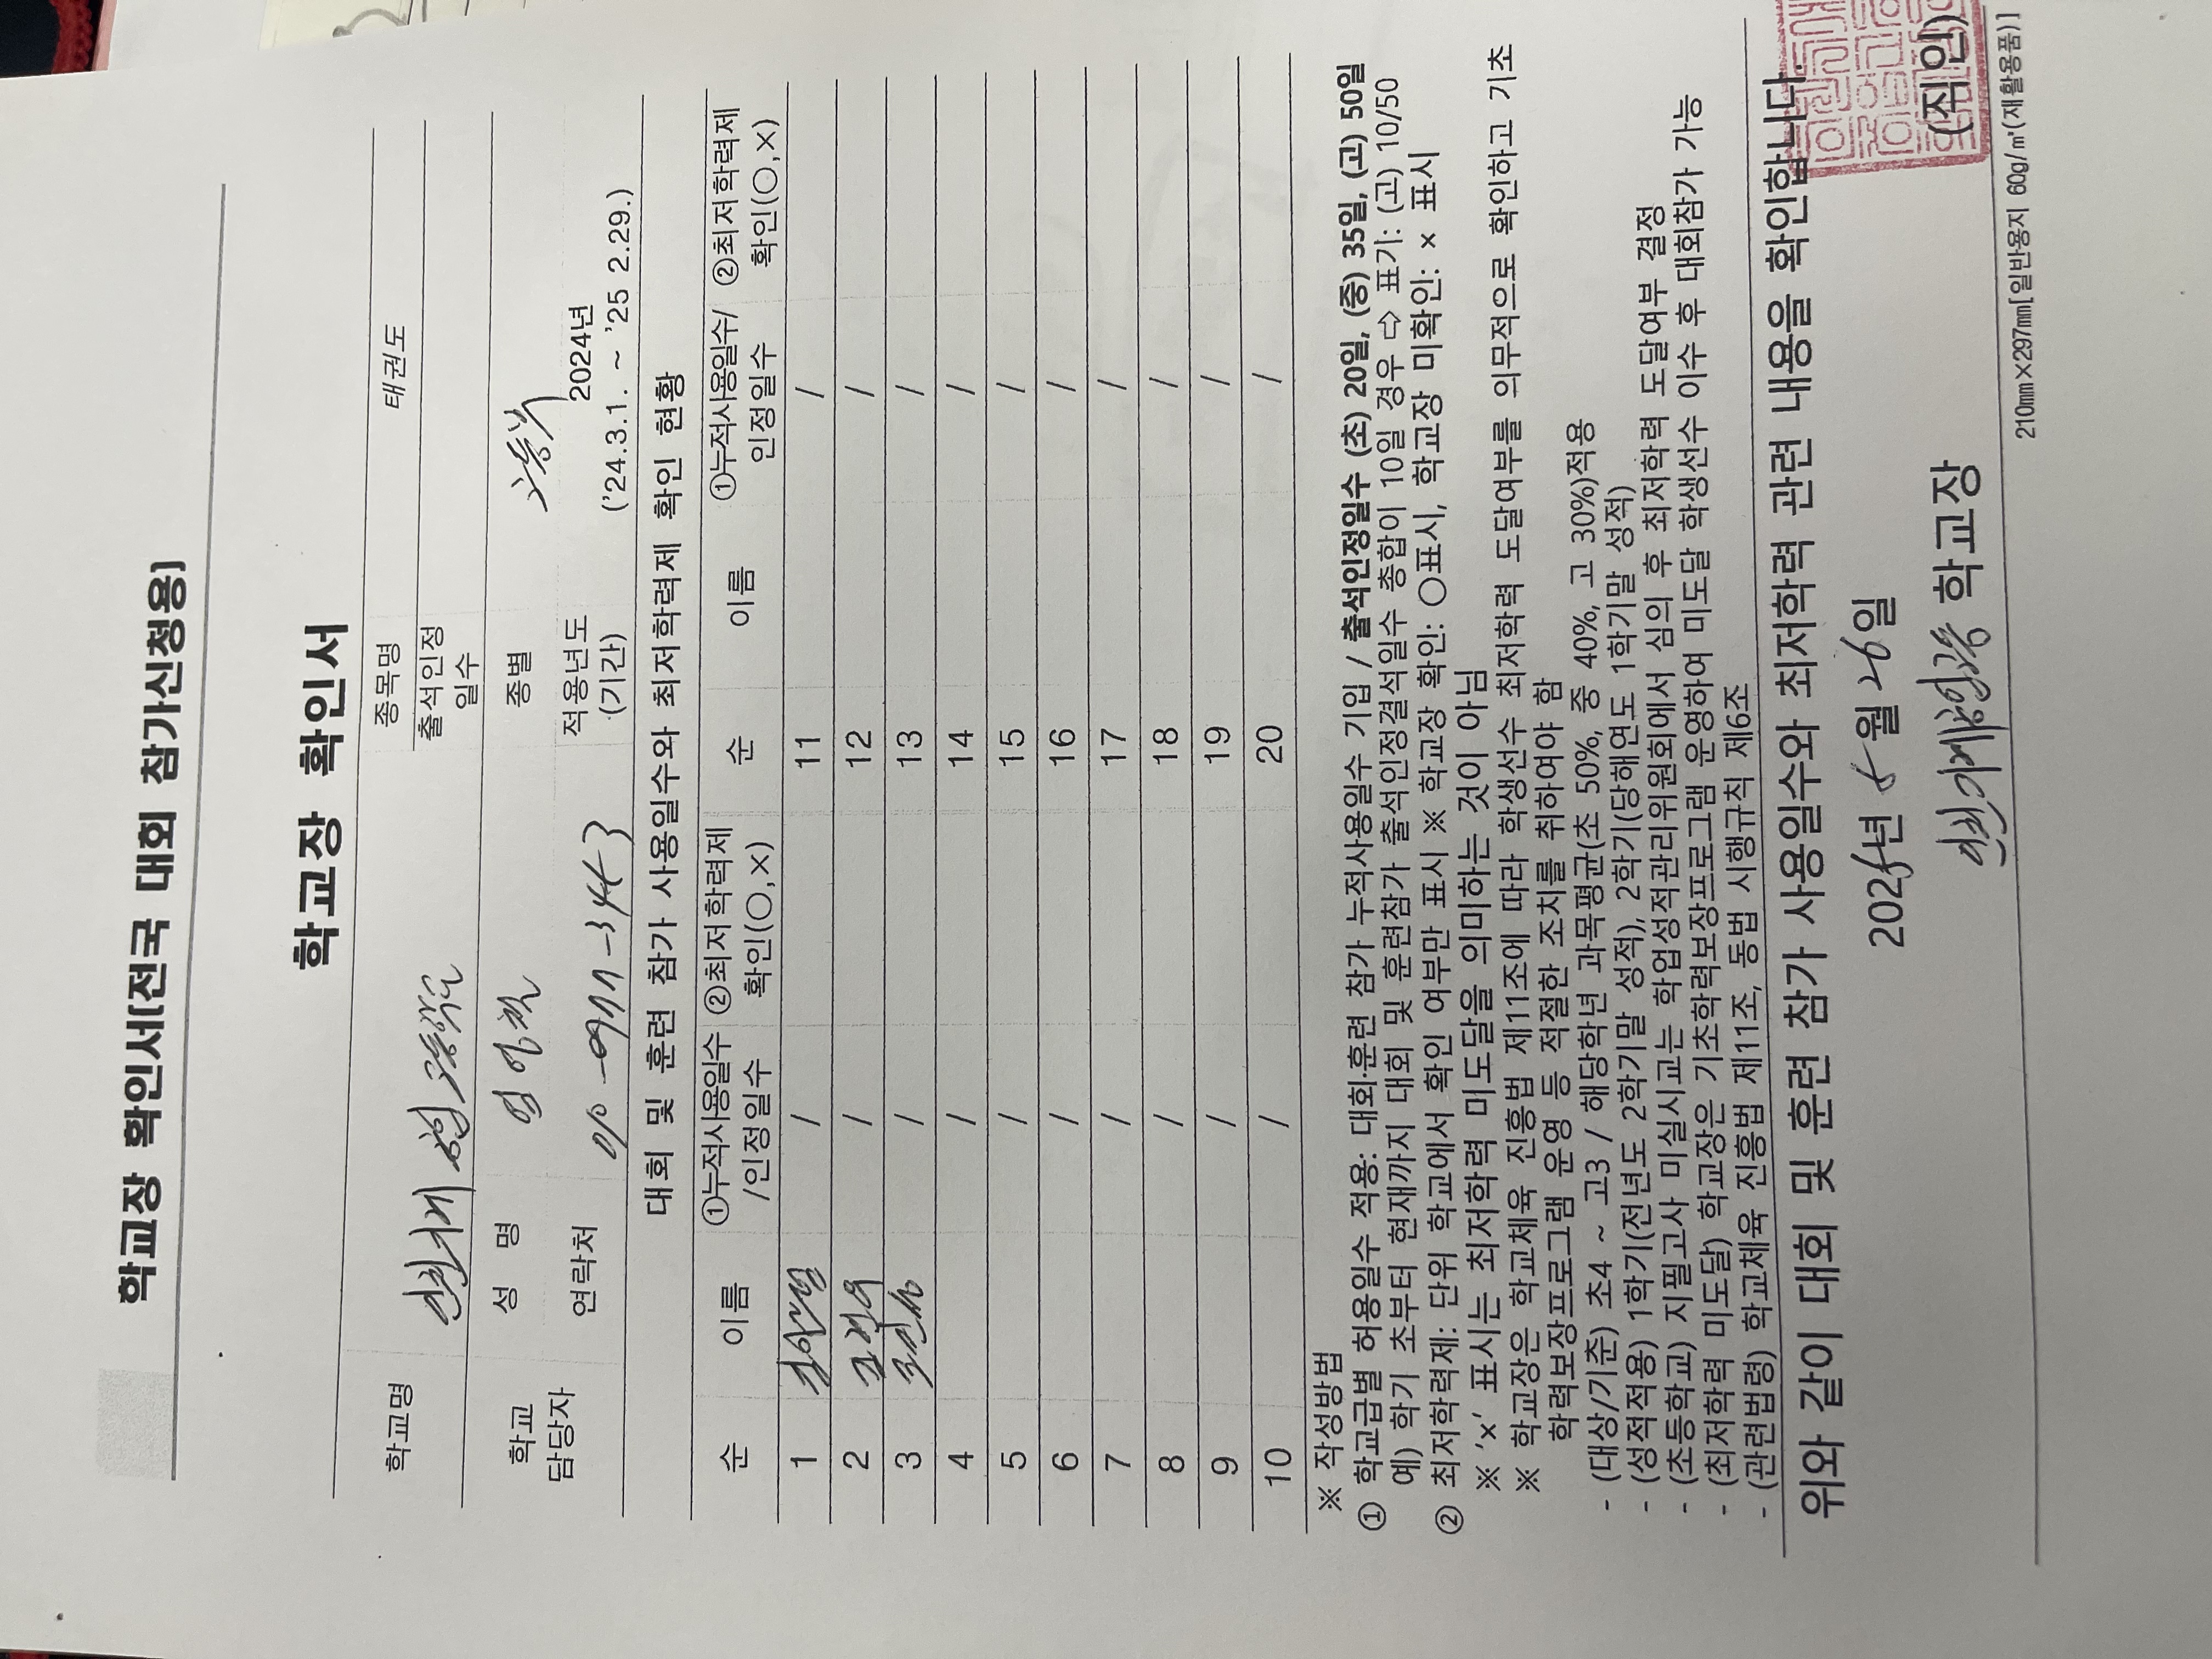 학교장 확인서[전국 대회 참가신청용]
학교장 확인서
학교명 종목명 태권도
출석인정
일수
학교
담당자
성 명 종별 고등부
연락처 적용년도
(기간)
2024년
('24.3.1. ~ '25 2.29.)
대회 및 훈련 참가 사용일수와 최저학력제 확인 현황
순 이름 ①누적사용일수
/인정일수 ②최저학력제
확인(○,×) 순 이름 ①누적사용일수/
인정일수 ②최저학력제
확인(○,×)
1 / 11 /
2 / 12 /
3 / 13 /
4 / 14 /
5 / 15 /
6 / 16 /
7 / 17 /
8 / 18 /
9 / 19 /
10 / 20 /
※ 작성방법
① 학교급별 허용일수 적용: 대회·훈련 참가 누적사용일수 기입 / 출석인정일수 (초) 20일, (중) 35일, (고) 50일
예) 학기 초부터 현재까지 대회 및 훈련참가 출석인정결석일수 총합이 10일 경우 ⇨ 표기: (고) 10/50
② 최저학력제: 단위 학교에서 확인 여부만 표시 ※ 학교장 확인: ○표시, 학교장 미확인: × 표시
※ '×' 표시는 최저학력 미도달을 의미하는 것이 아님
※ 학교장은 학교체육 진흥법 제11조에 따라 학생선수 최저학력 도달여부를 의무적으로 확인하고 기초
학력보장프로그램 운영 등 적절한 조치를 취하여야 함
- (대상/기준) 초4 ~ 고3 / 해당학년 과목평균(초 50%, 중 40%, 고 30%)적용
- (성적적용) 1학기(전년도 2학기말 성적), 2학기(당해연도 1학기말 성적)
- (초등학교) 지필고사 미실시교는 학업성적관리위원회에서 심의 후 최저학력 도달여부 결정
- (최저학력 미도달) 학교장은 기초학력보장프로그램 운영하여 미도달 학생선수 이수 후 대회참가 가능
- (관련법령) 학교체육 진흥법 제11조, 동법 시행규칙 제6조
위와 같이 대회 및 훈련 참가 사용일수와 최저학력 관련 내용을 확인합니다.
2025년 5월 26일
학교장 (직인)
210㎜×297㎜[일반용지 60g/㎡(재활용품)]